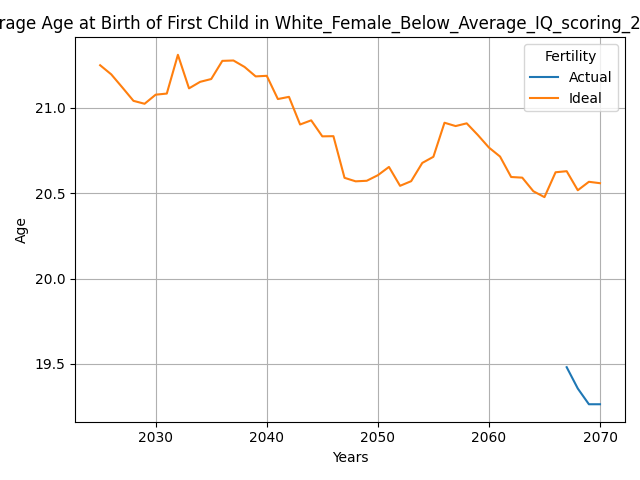 rage Age at Birth of First Child in White_Female_Below_Average_IQ_scoring_2
Fertility
Actual
Ideal
21.0
20.5
20.0
19.5
Age
2030 2040 2050 2060 2070
Years